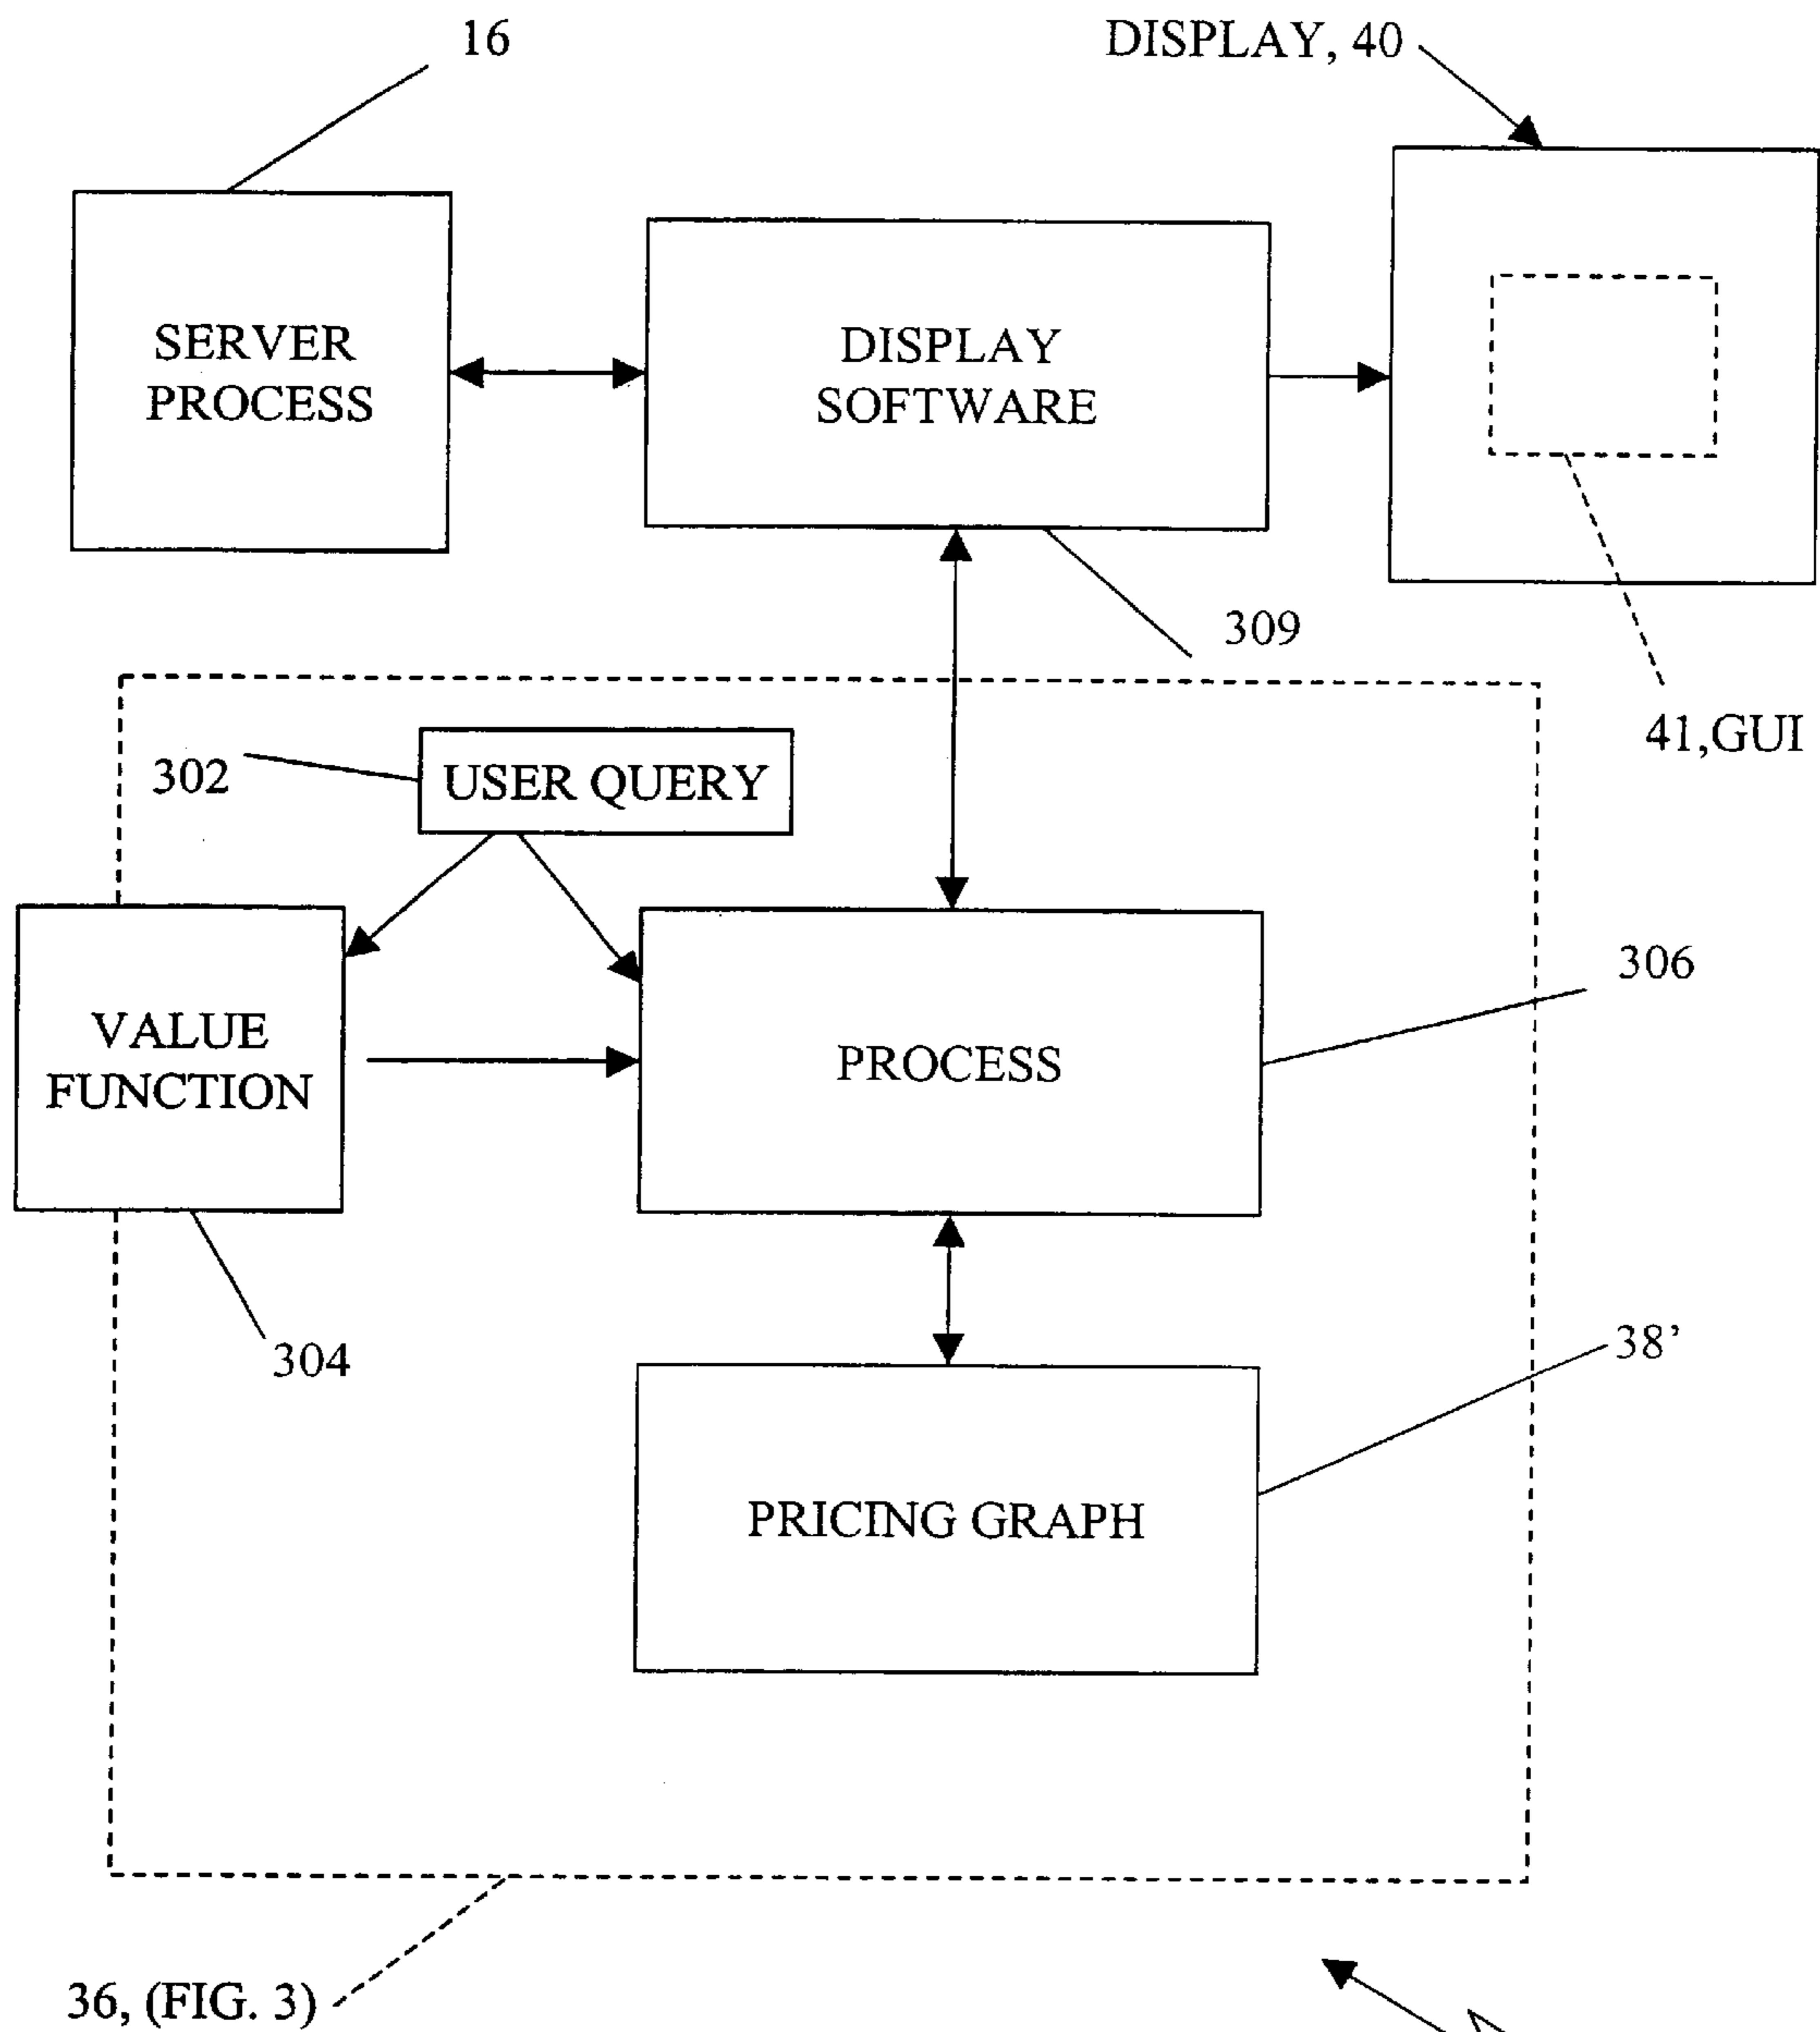 16
DISPLAY, 40
SERVER
PROCESS
DISPLAY
SOFTWARE
309
41,GUI
302
USER QUERY
306
VALUE
FUNCTION
PROCESS
304
38’
PRICING GRAPH
36, (FIG. 3)